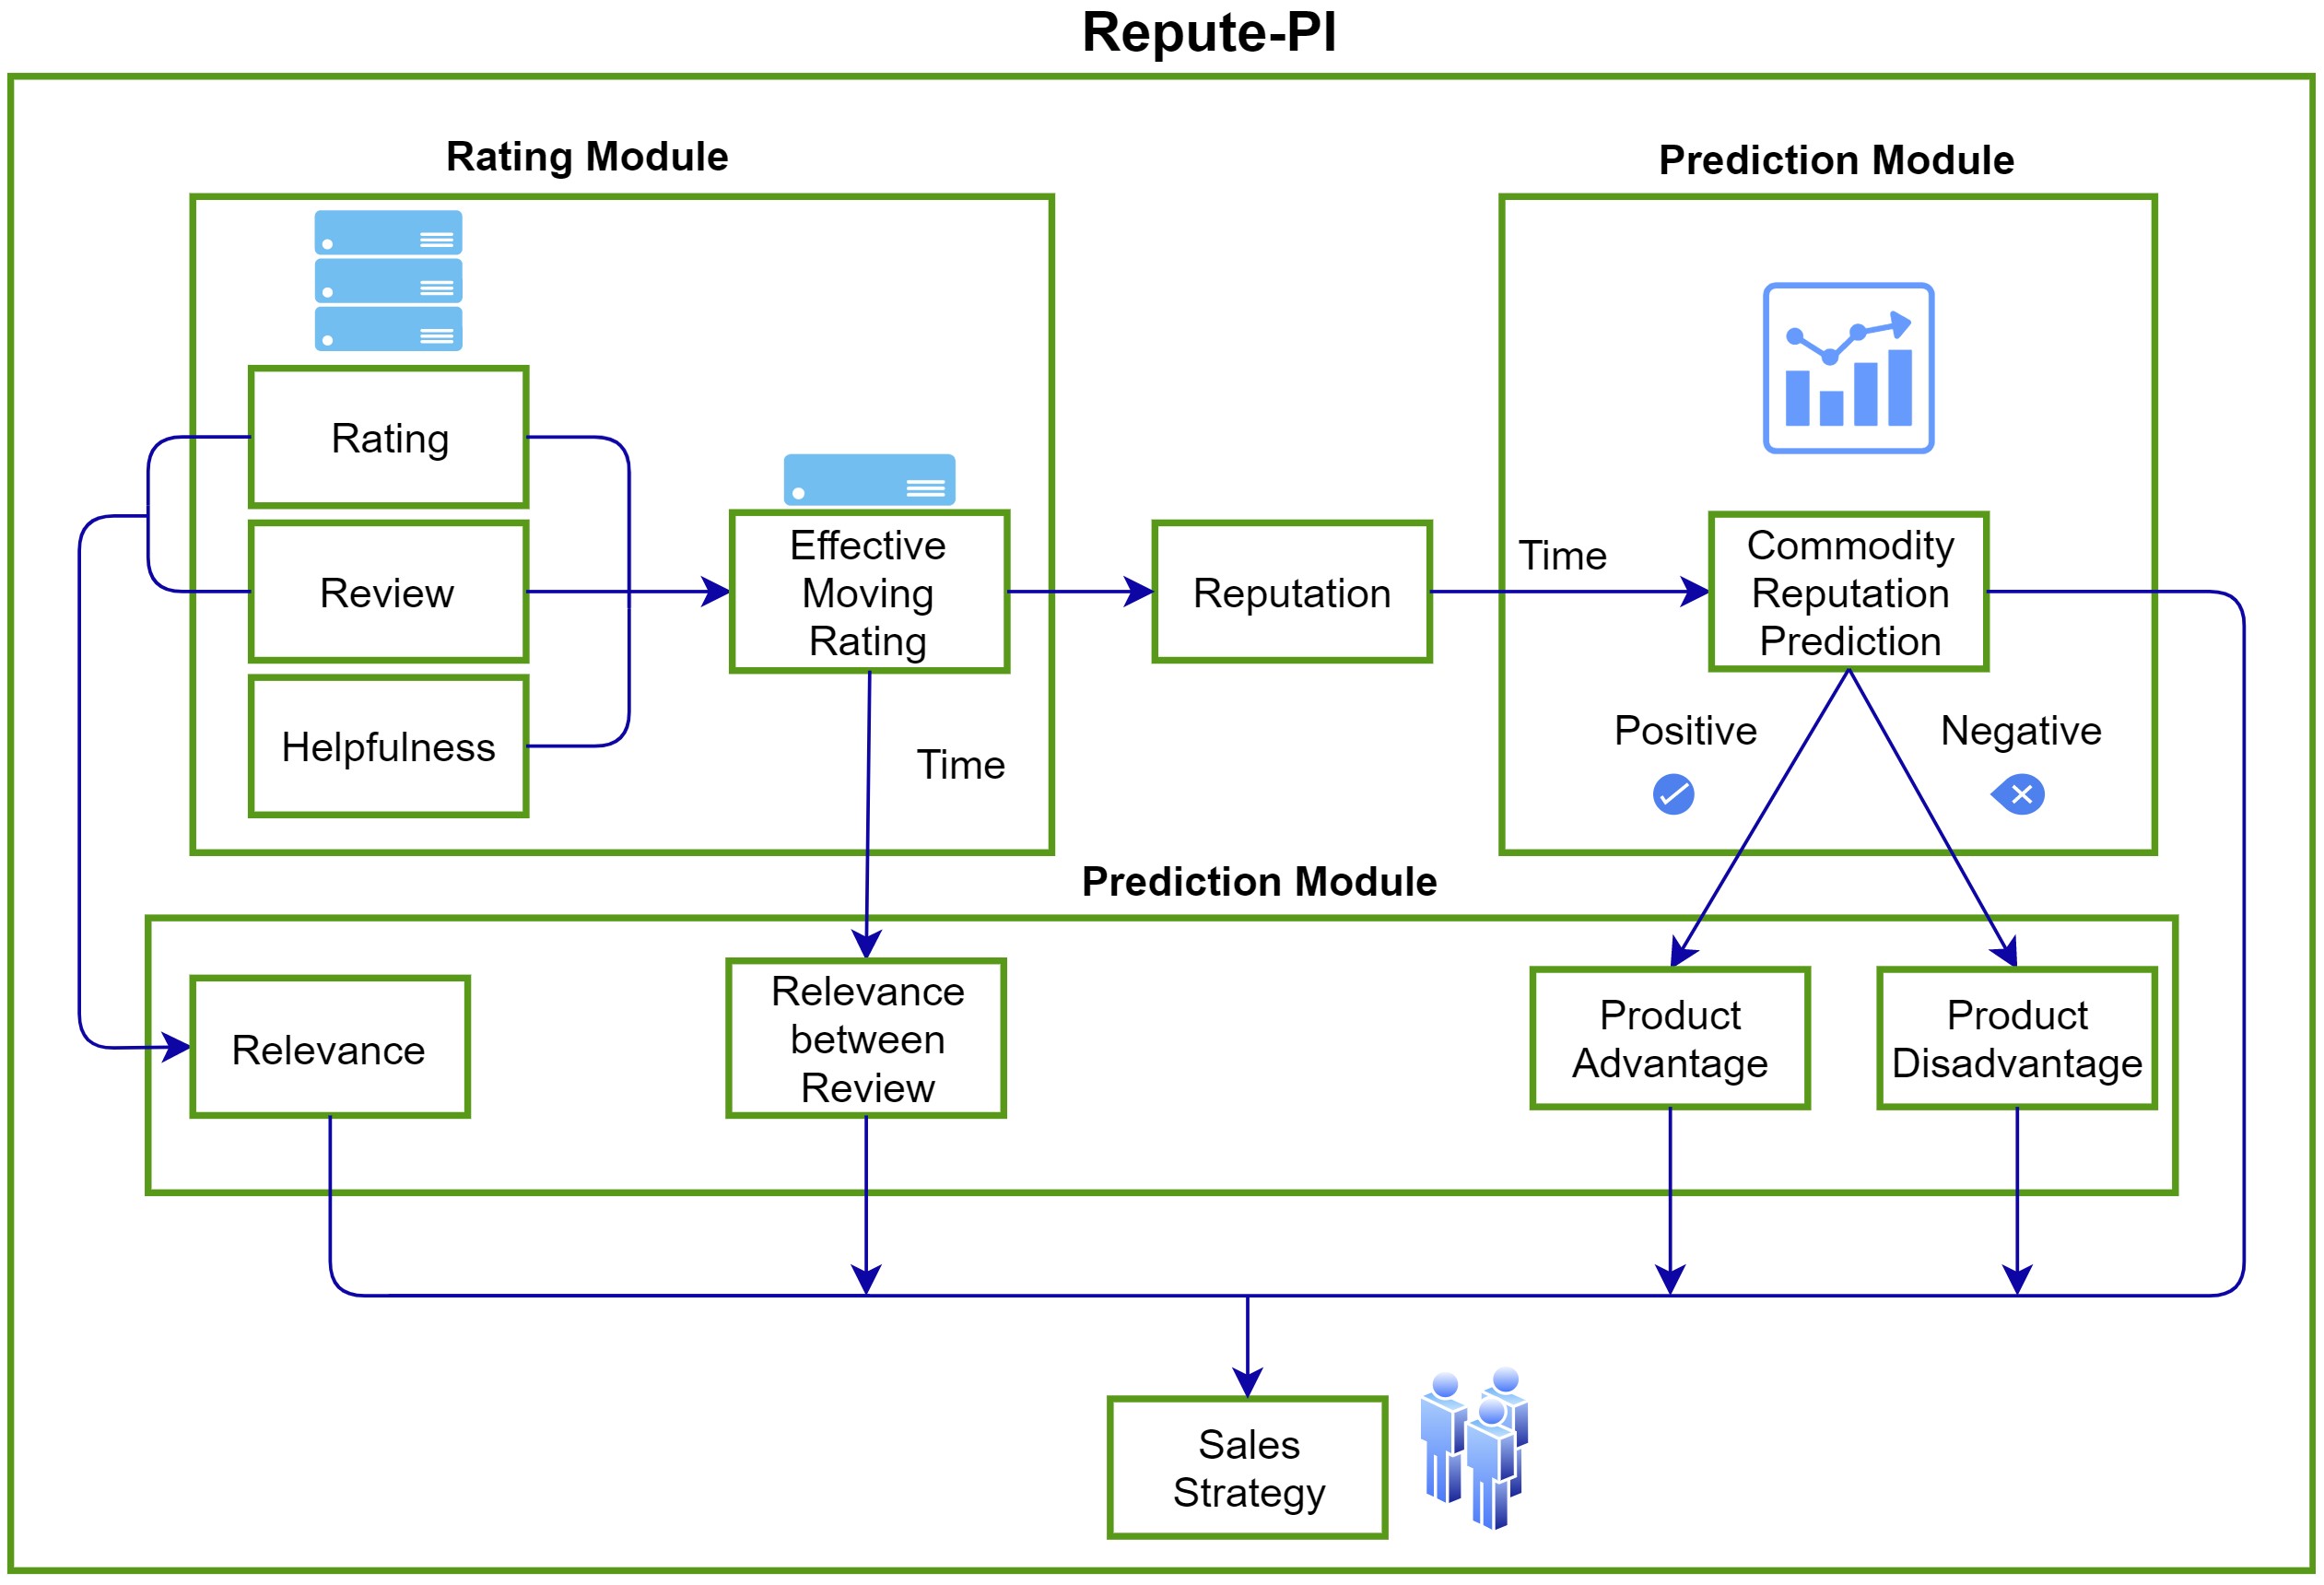 Repute-PI
Rating Module
Prediction Module
Rating
Review
Helpfulness
Effective
Moving
Rating
Time
Reputation
Time
Commodity
Reputation
Prediction
Positive
Negative
Prediction Module
Relevance
Relevance
between
Review
Product
Advantage
Product
Disadvantage
Sales
Strategy